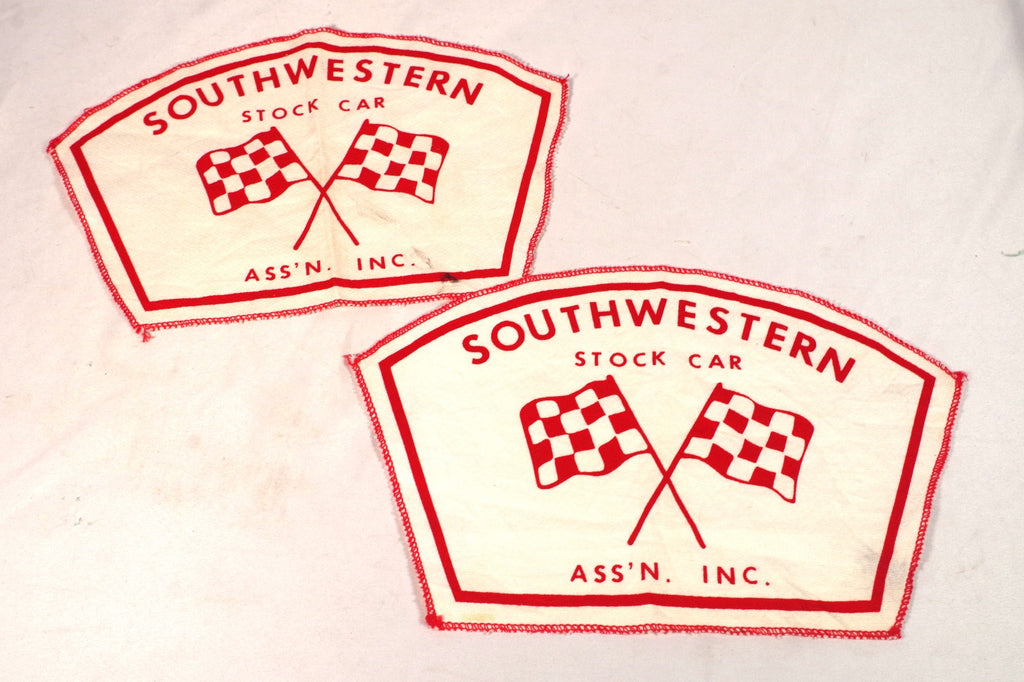 SOUTHWESTERN
STOCK CAR
ASS'N. INC.
SOUTHWESTERN
STOCK CAR
ASS'N. INC.